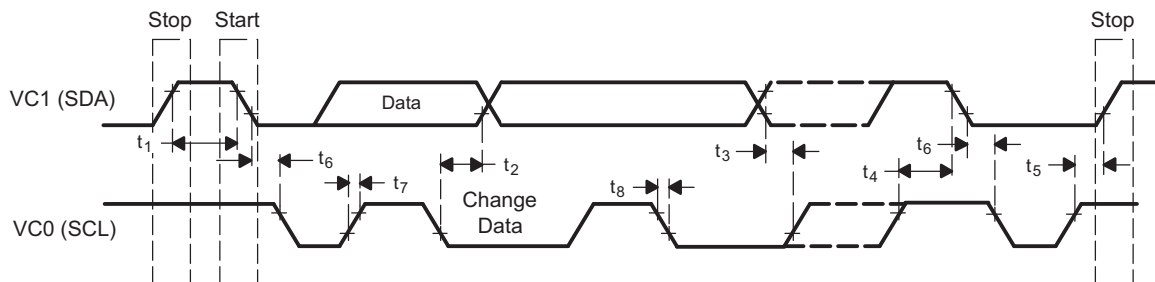 Stop Start Stop
VC1 (SDA)
Data
t1
t6
t7
t2
t3
t8
t4
t6
t5
Change
Data
VC0 (SCL)